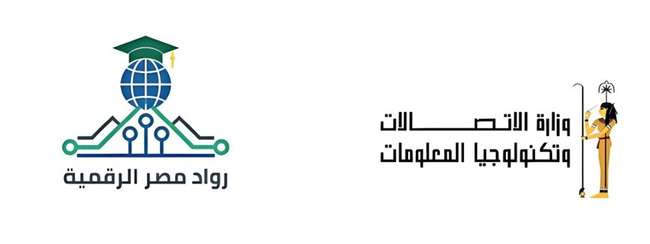 وزارة الاتصالات
وتكنولوجيا المعلومات
رواد مصر الرقمية